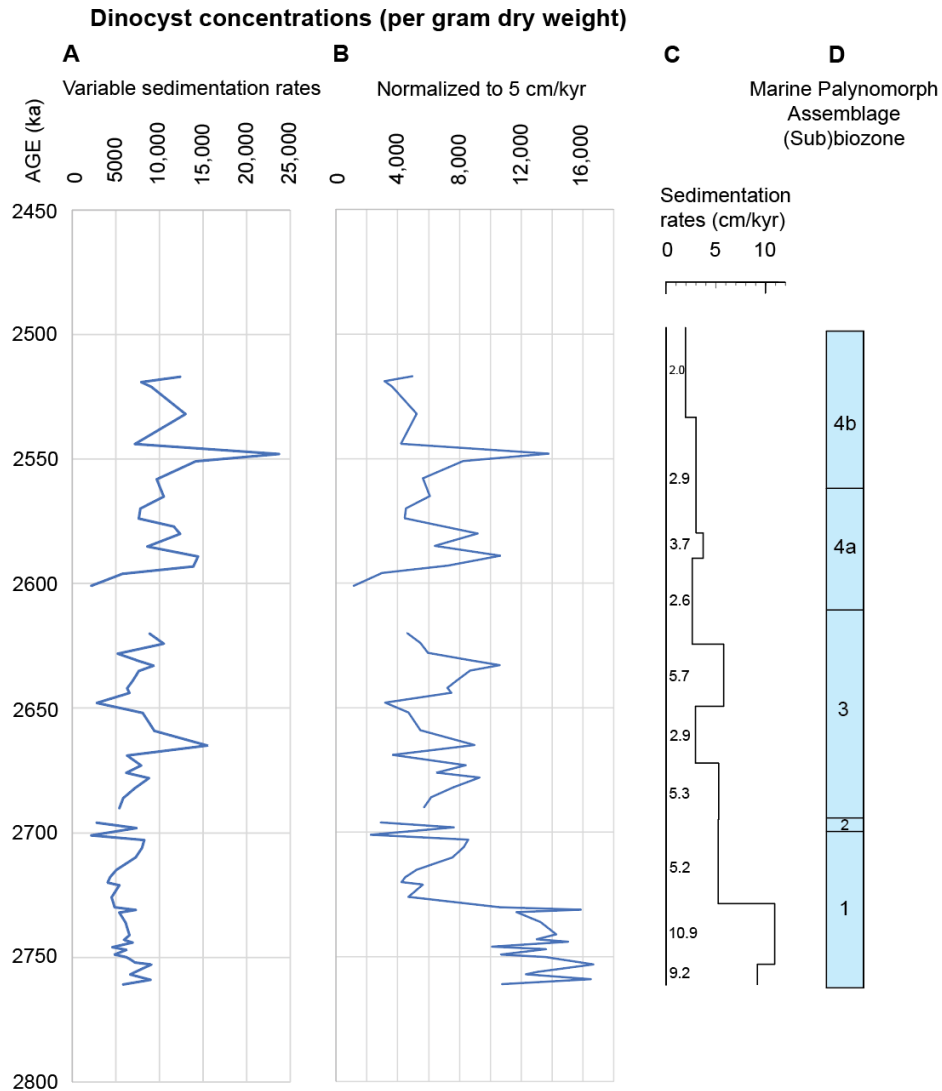 Dinocyst concentrations (per gram dry weight)
A
B
C
D
Variable sedimentation rates
Normalized to 5 cm/kyr
Marine Palynomorph
Assemblage
(Sub)biozone
AGE (ka)
0
5000
10,000
15,000
20,000
25,000
0
4,000
8,000
12,000
16,000
Sedimentation
rates (cm/kyr)
0 5 10
2450
2500
2550
2600
2650
2700
2750
2800
2.0
2.9
3.7
2.6
5.7
2.9
5.3
5.2
10.9
9.2
4b
4a
3
2
1